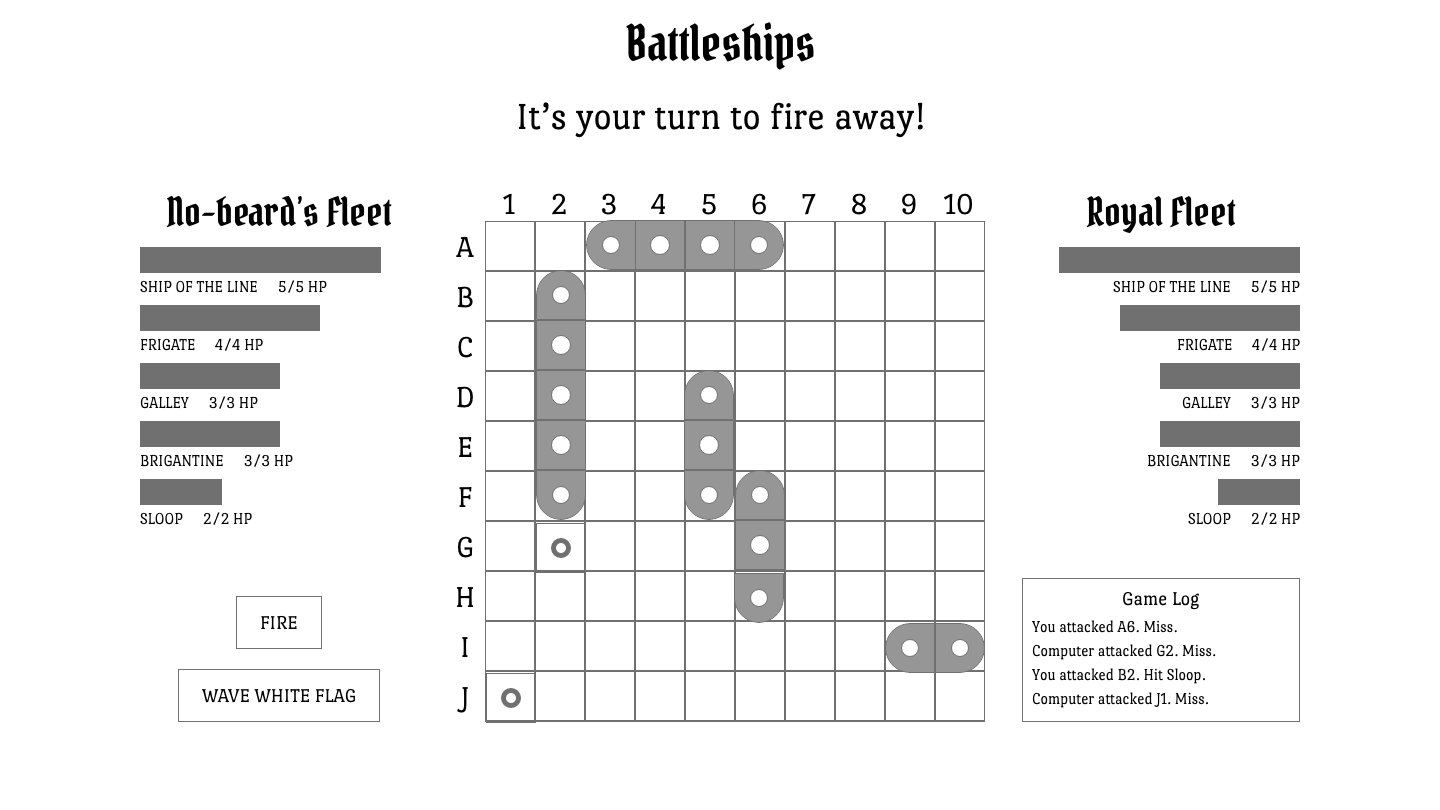 Battleships
It's your turn to fire away!
No-beard's Fleet
SHIP OF THE LINE 5/5 HP
FRIGATE 4/4 HP
GALLEY 3/3 HP
BRIGANTINE 3/3 HP
SLOOP 2/2 HP
FIRE
WAVE WHITE FLAG
1 2 3 4 5 6 7 8 9 10
A
B
C
D
E
F
G
H
I
J
Royal Fleet
SHIP OF THE LINE 5/5 HP
FRIGATE 4/4 HP
GALLEY 3/3 HP
BRIGANTINE 3/3 HP
SLOOP 2/2 HP
Game Log
You attacked A6. Miss.
Computer attacked G2. Miss.
You attacked B2. Hit Sloop.
Computer attacked J1. Miss.